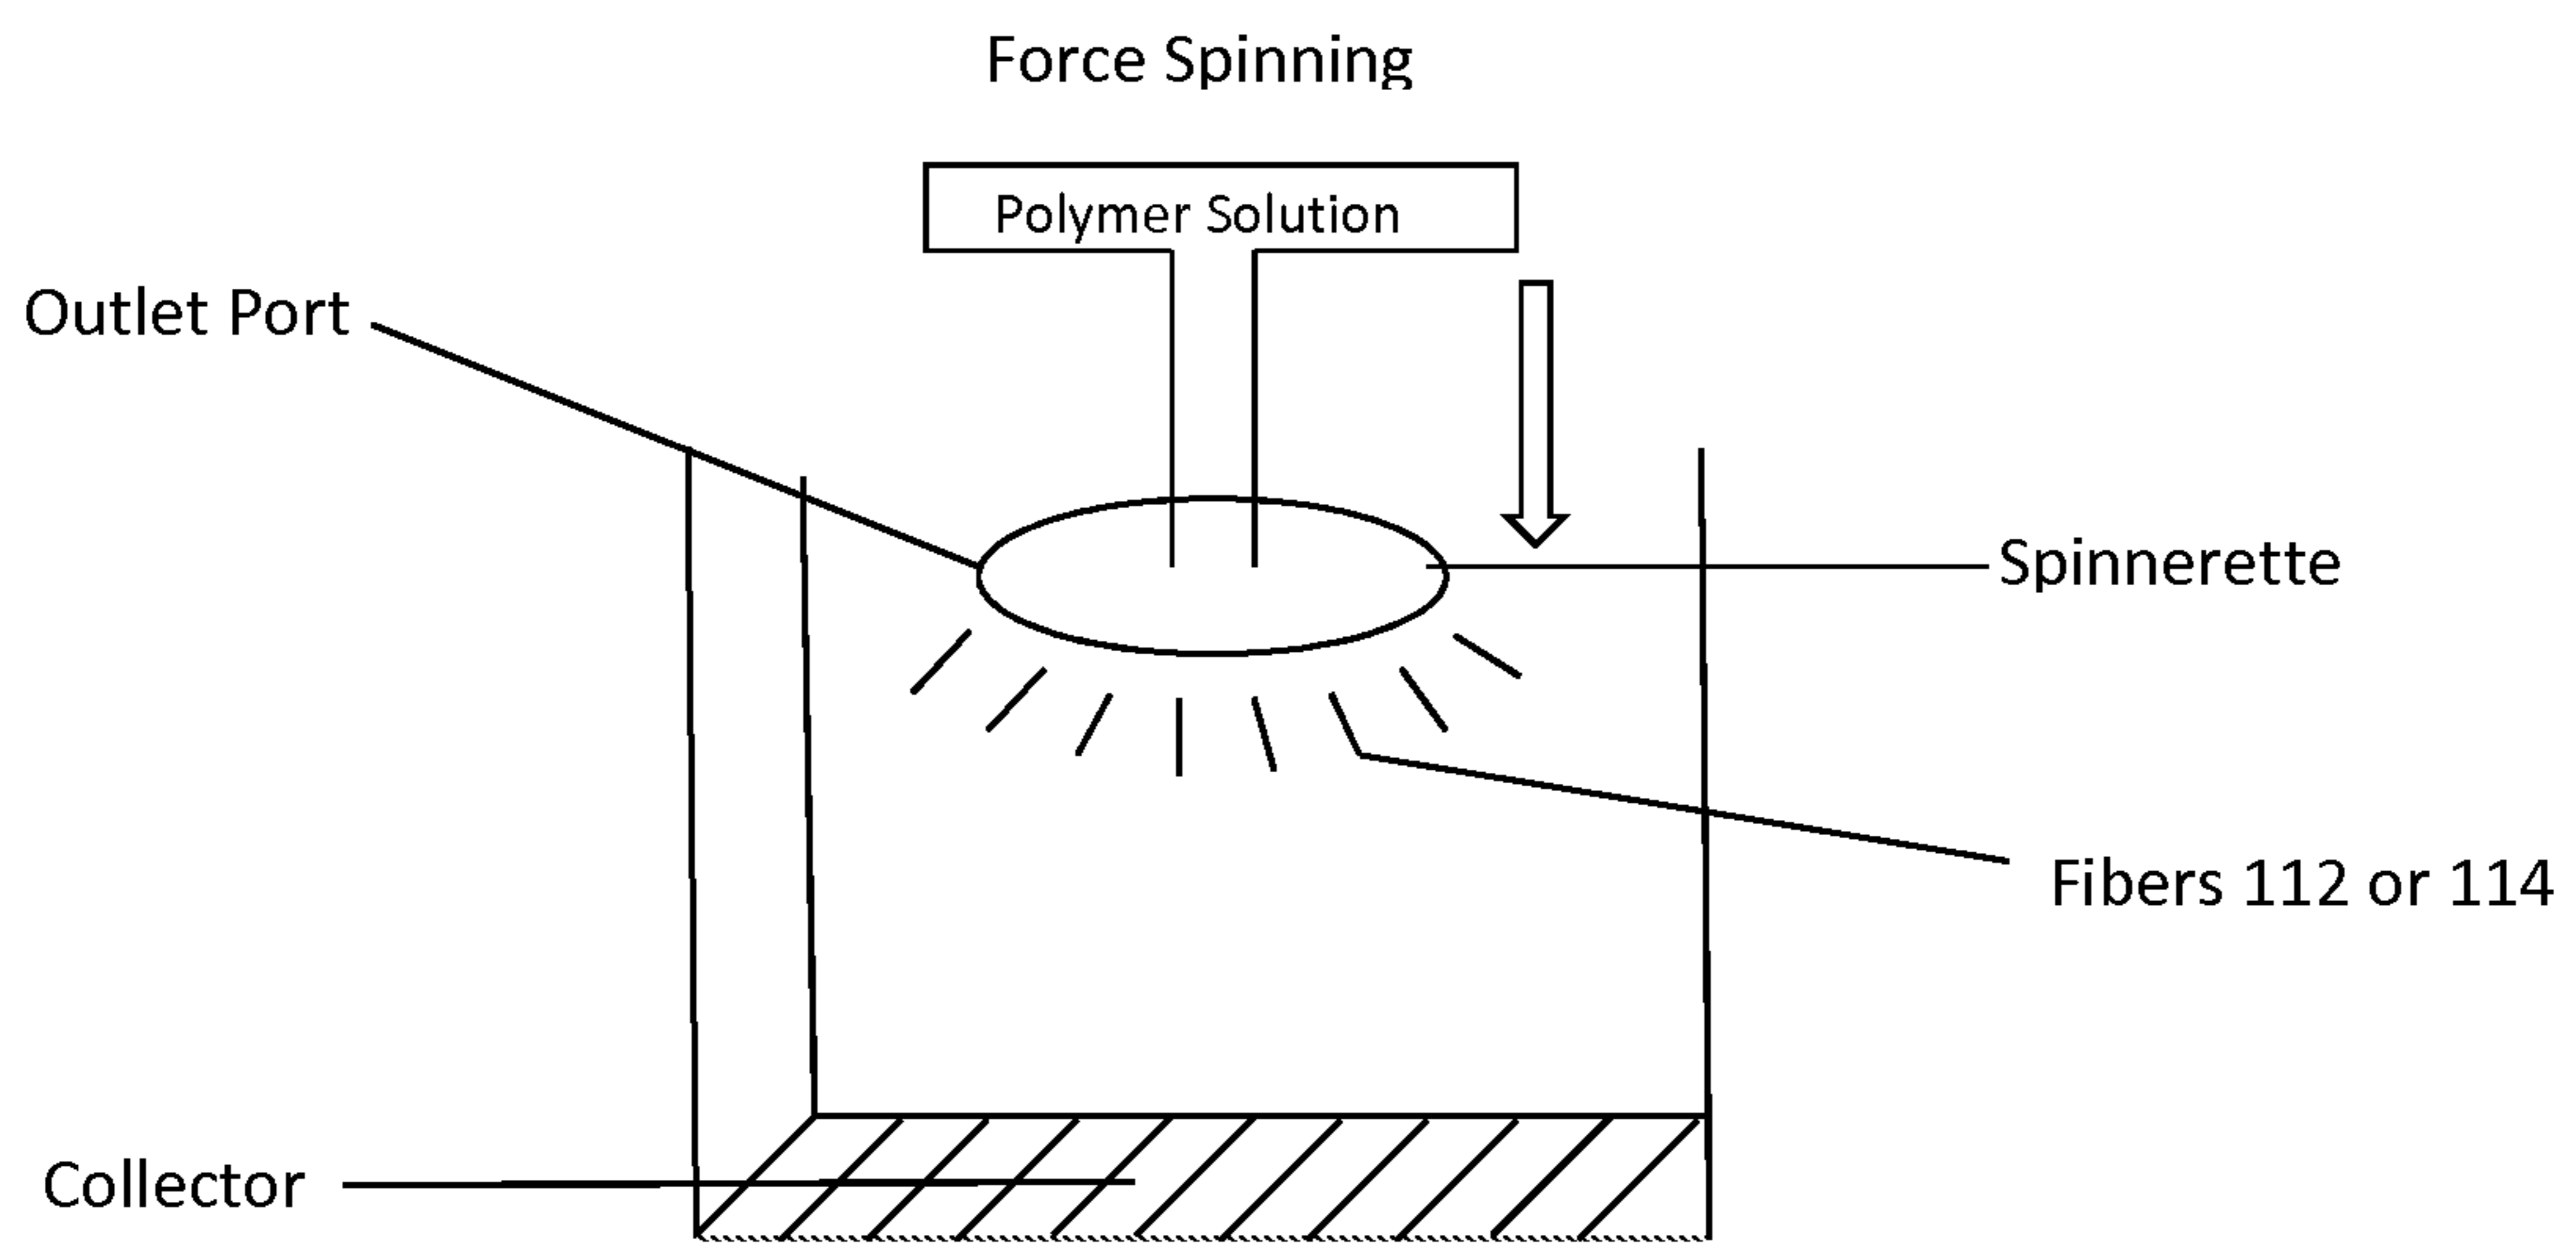 Force Spinning
Polymer Solution
Outlet Port
Spinnerette
Fibers 112 or 114
Collector